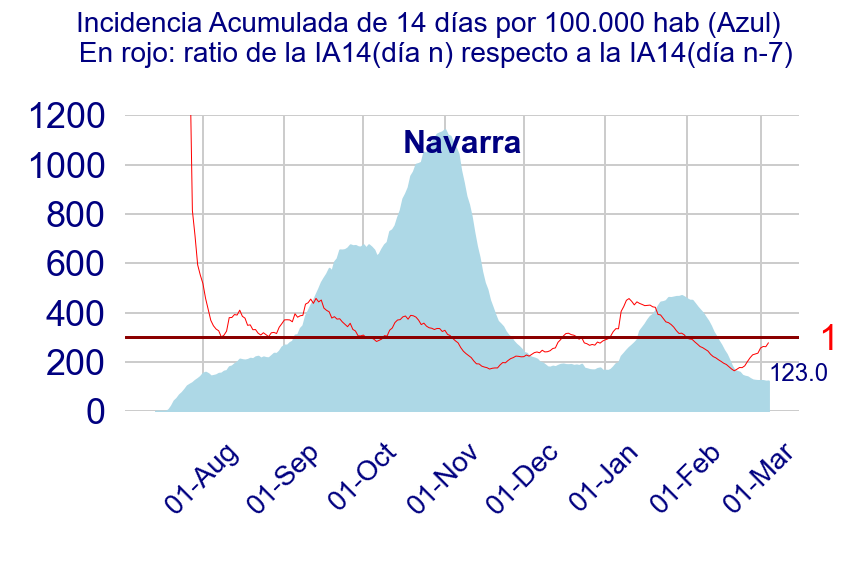 Incidencia Acumulada de 14 días por 100.000 hab (Azul)
En rojo: ratio de la IA14(día n) respecto a la IA14(día n-7)
1200
Navarra
1000
800
600
400
1
200
123.0
0
01-Aug
01-Sep
01-Oct
01-Nov
01-Dec
01-Jan
01-Feb
01-Mar